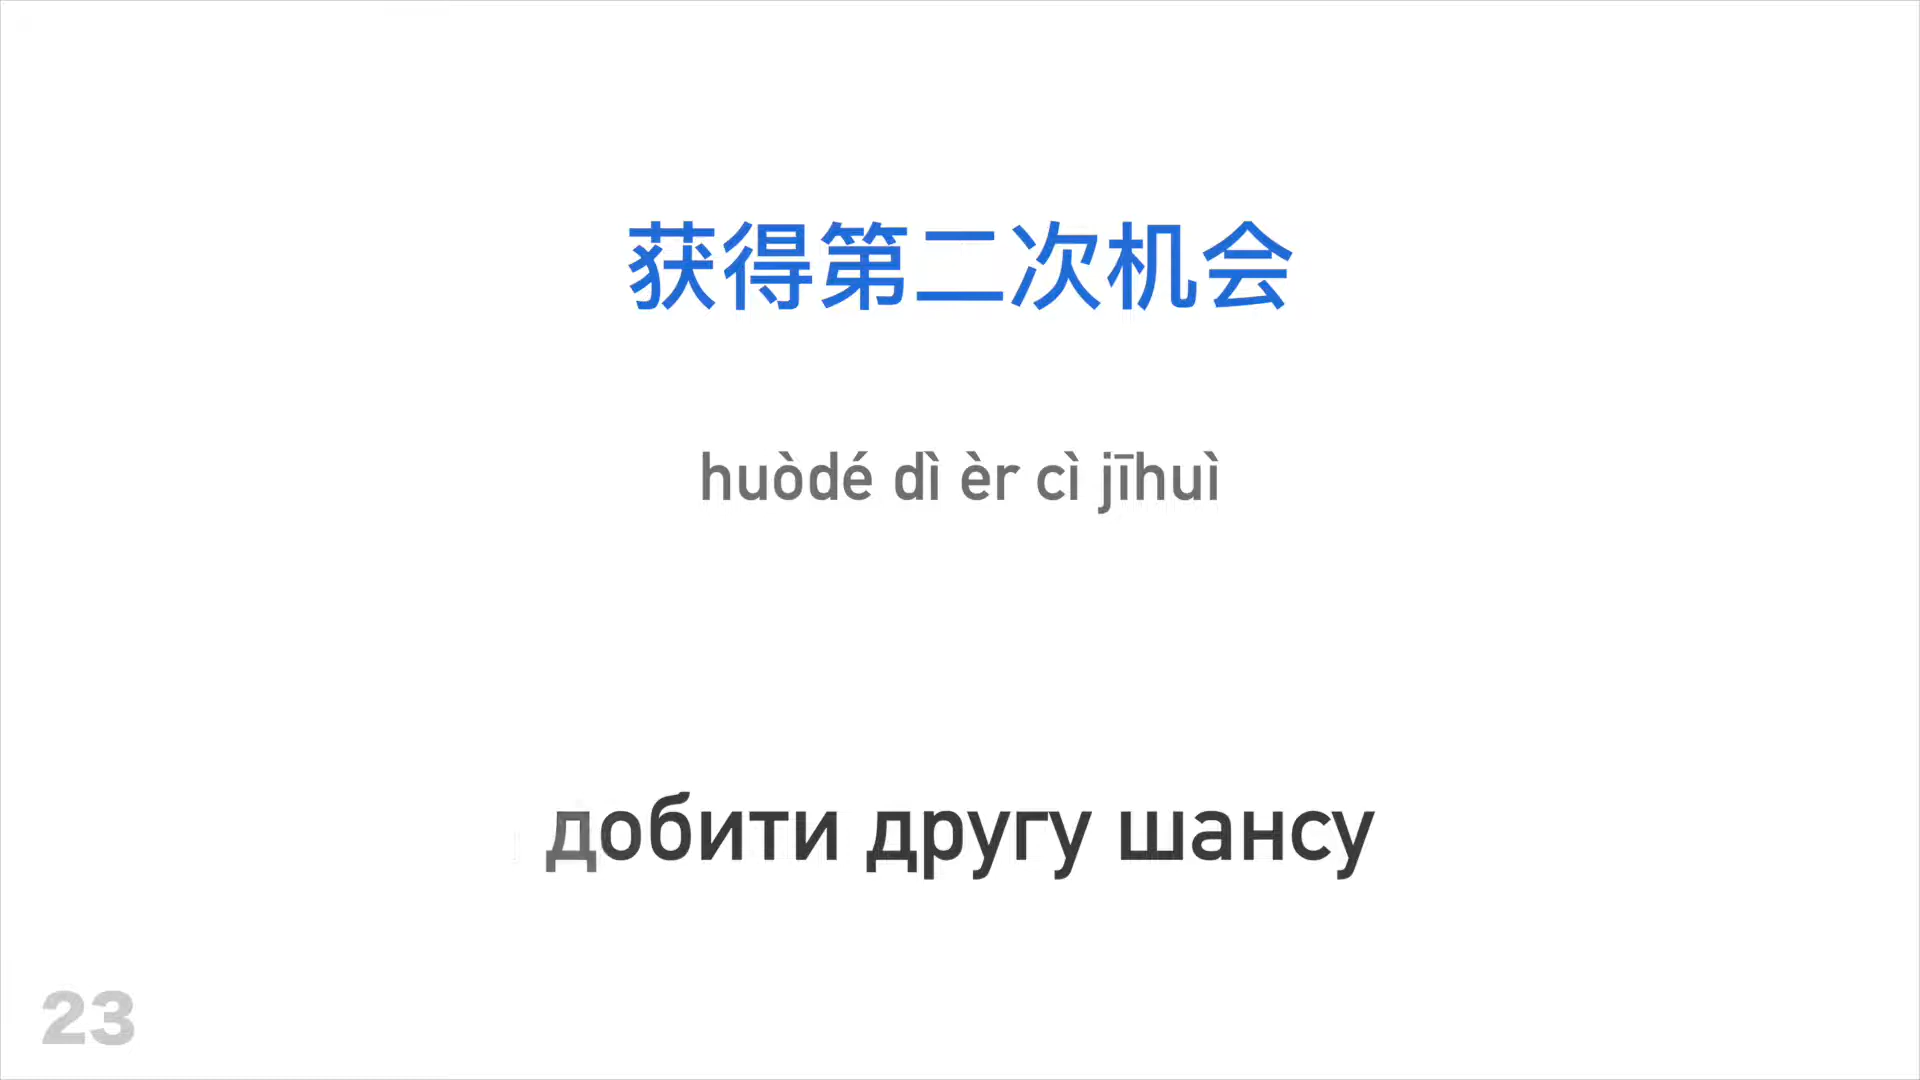 获得第二次机会
huòdé dì èr cì jīhuì
добити другу шансу
23